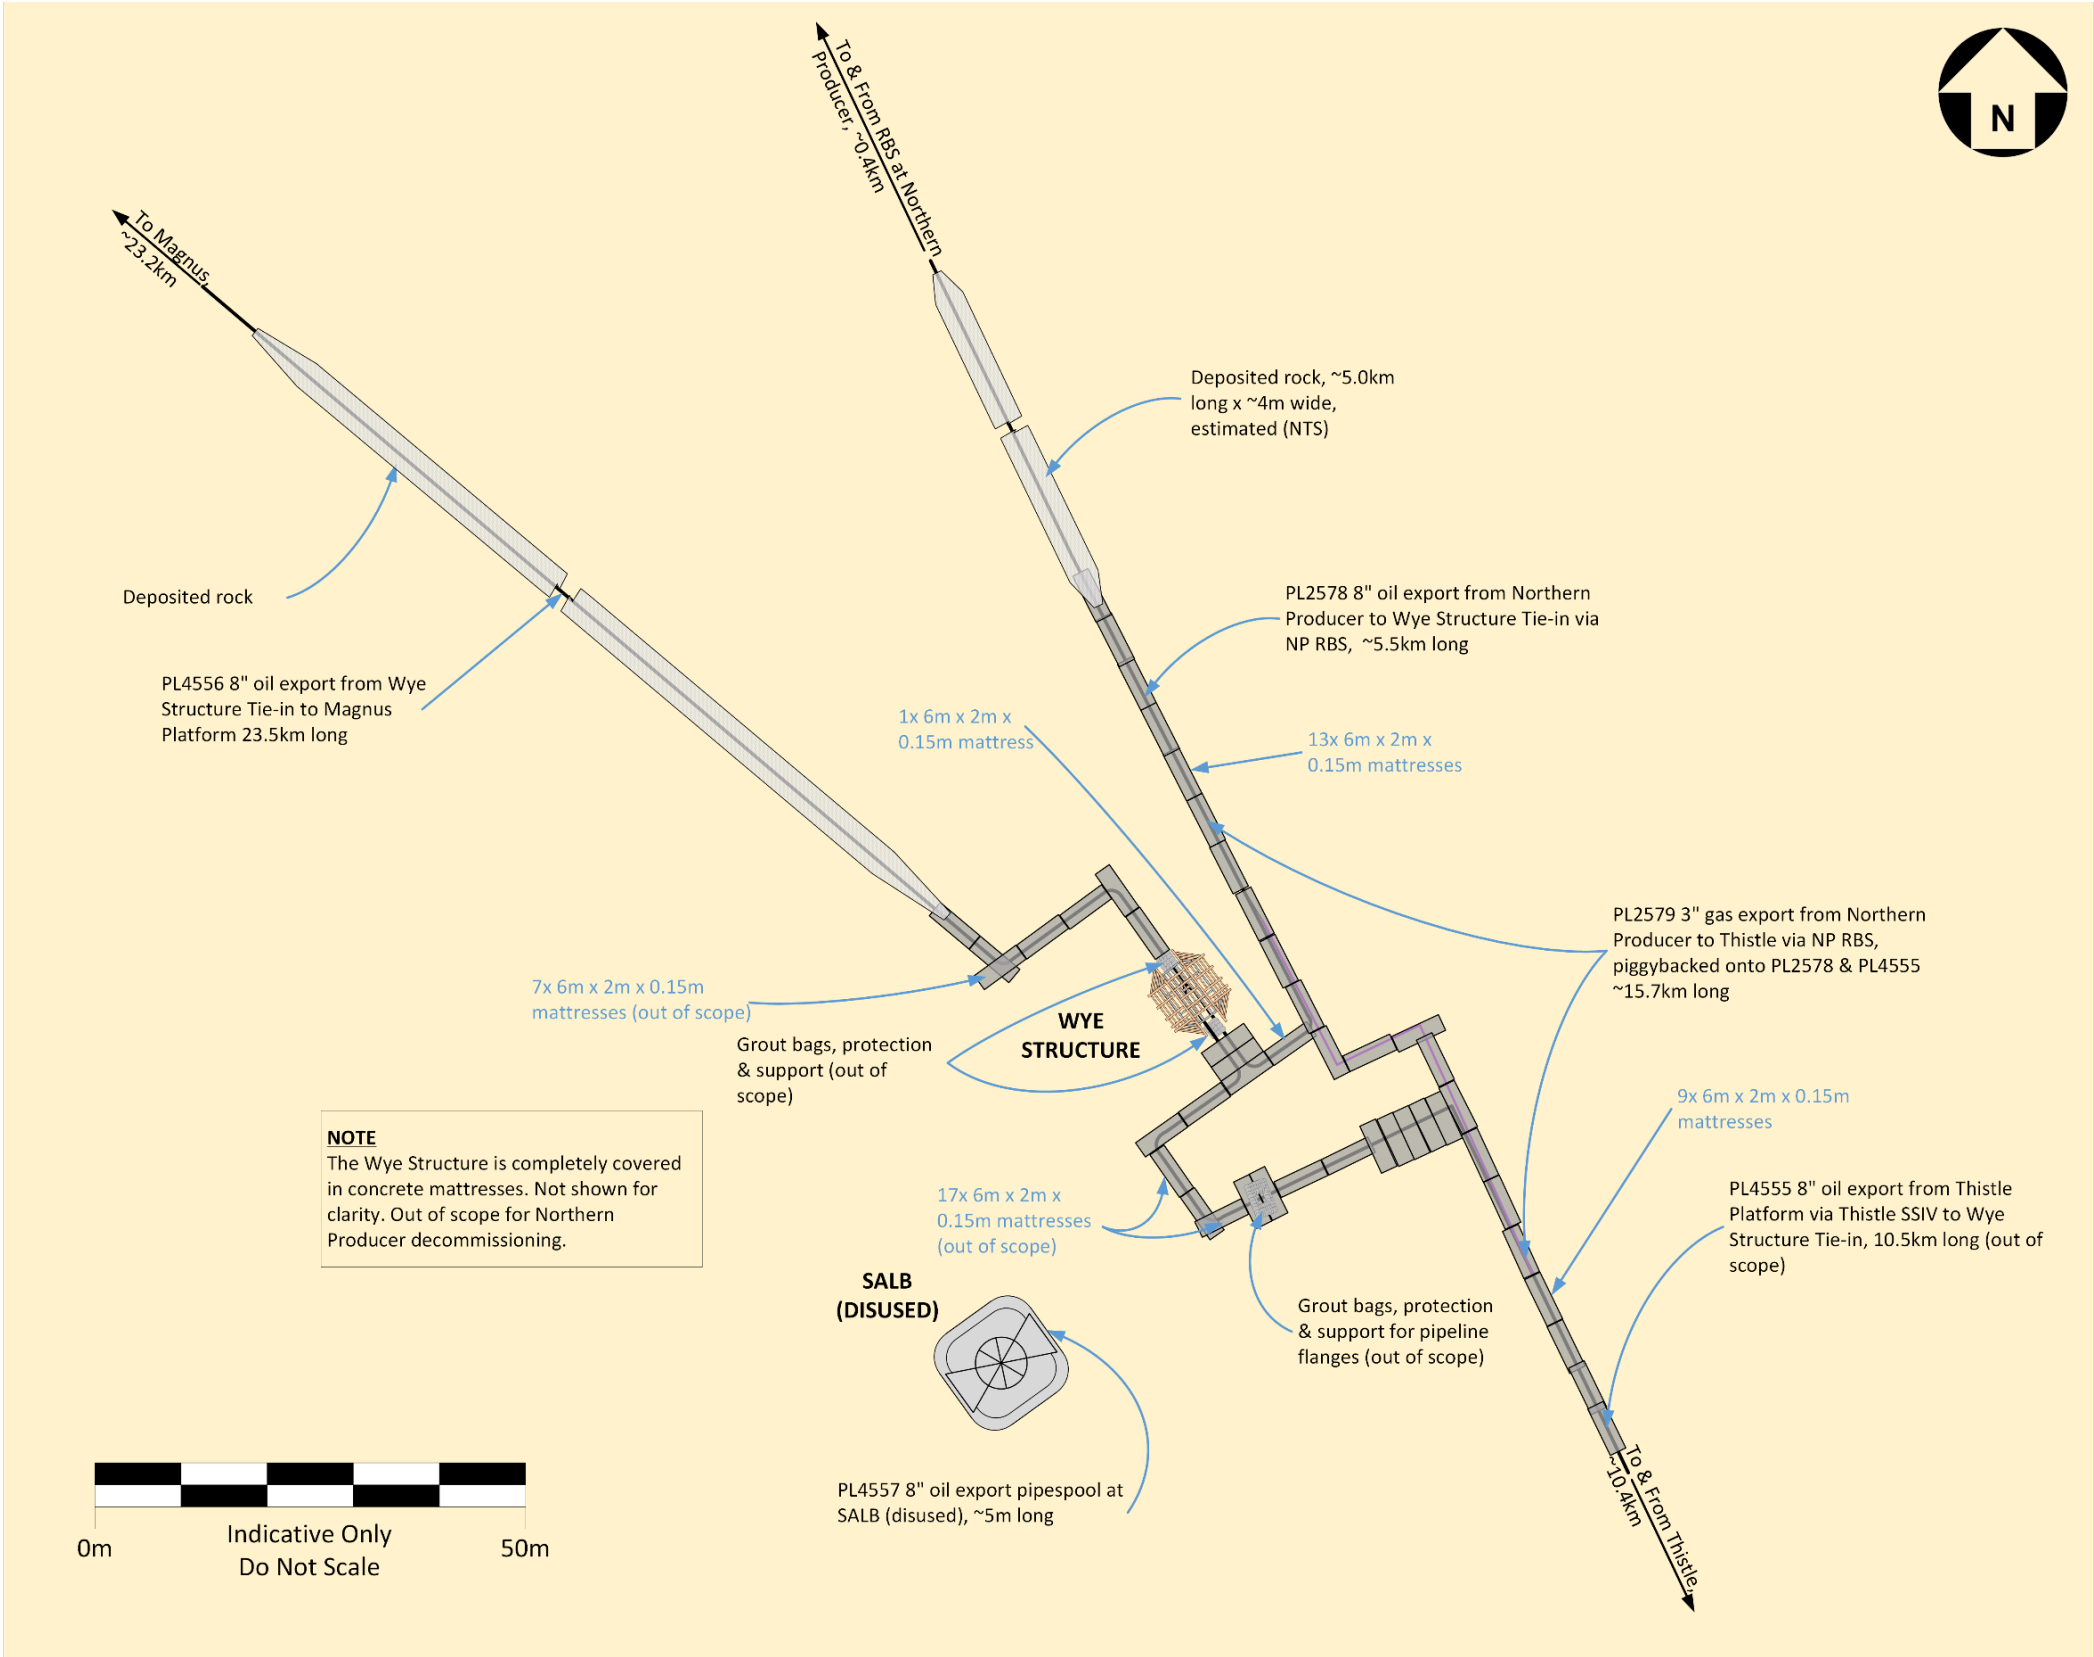 To & From RBS at Northern
Producer, ~0.4km
N
To Magnus,
~23.2km
Deposited rock, ~5.0km
long x ~4m wide,
estimated (NTS)
Deposited rock
PL2578 8" oil export from Northern
Producer to Wye Structure Tie-in via
NP RBS, ~5.5km long
PL4556 8" oil export from Wye
Structure Tie-in to Magnus
Platform 23.5km long
1x 6m x 2m x
0.15m mattress
13x 6m x 2m x
0.15m mattresses
PL2579 3" gas export from Northern
Producer to Thistle via NP RBS,
piggybacked onto PL2578 & PL4555
~15.7km long
7x 6m x 2m x 0.15m
mattresses (out of scope)
WYE
STRUCTURE
Grout bags, protection
& support (out of
scope)
9x 6m x 2m x 0.15m
mattresses
NOTE
The Wye Structure is completely covered
in concrete mattresses. Not shown for
clarity. Out of scope for Northern
Producer decommissioning.
17x 6m x 2m x
0.15m mattresses
(out of scope)
PL4555 8" oil export from Thistle
Platform via Thistle SSIV to Wye
Structure Tie-in, 10.5km long (out of
scope)
SALB
(DISUSED)
Grout bags, protection
& support for pipeline
flanges (out of scope)
PL4557 8" oil export pipespool at
SALB (disused), ~5m long
To & From Thistle,
~10.4km
Indicative Only
Do Not Scale
0m
50m